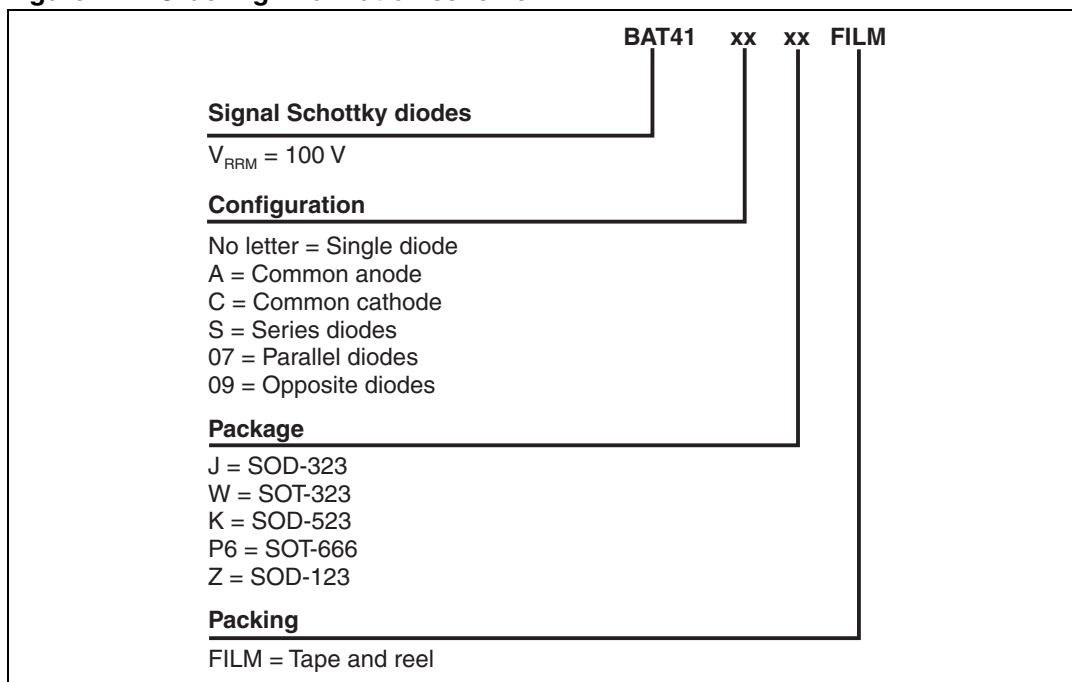 BAT41 xx xx FILM
Signal Schottky diodes
V_RRM = 100 V
Configuration
No letter = Single diode
A = Common anode
C = Common cathode
S = Series diodes
07 = Parallel diodes
09 = Opposite diodes
Package
J = SOD-323
W = SOT-323
K = SOD-523
P6 = SOT-666
Z = SOD-123
Packing
FILM = Tape and reel